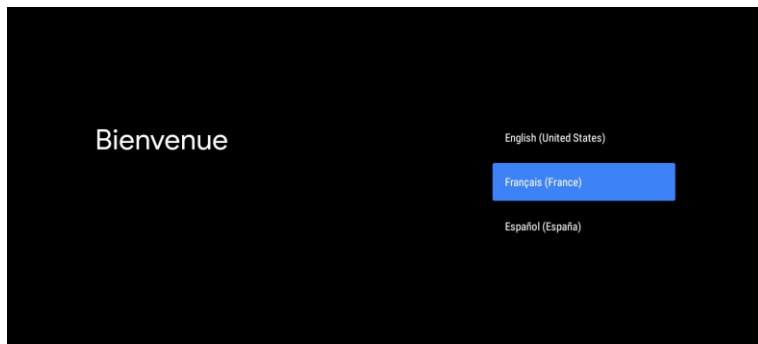 Bienvenue
English (United States)
Français (France)
Español (España)